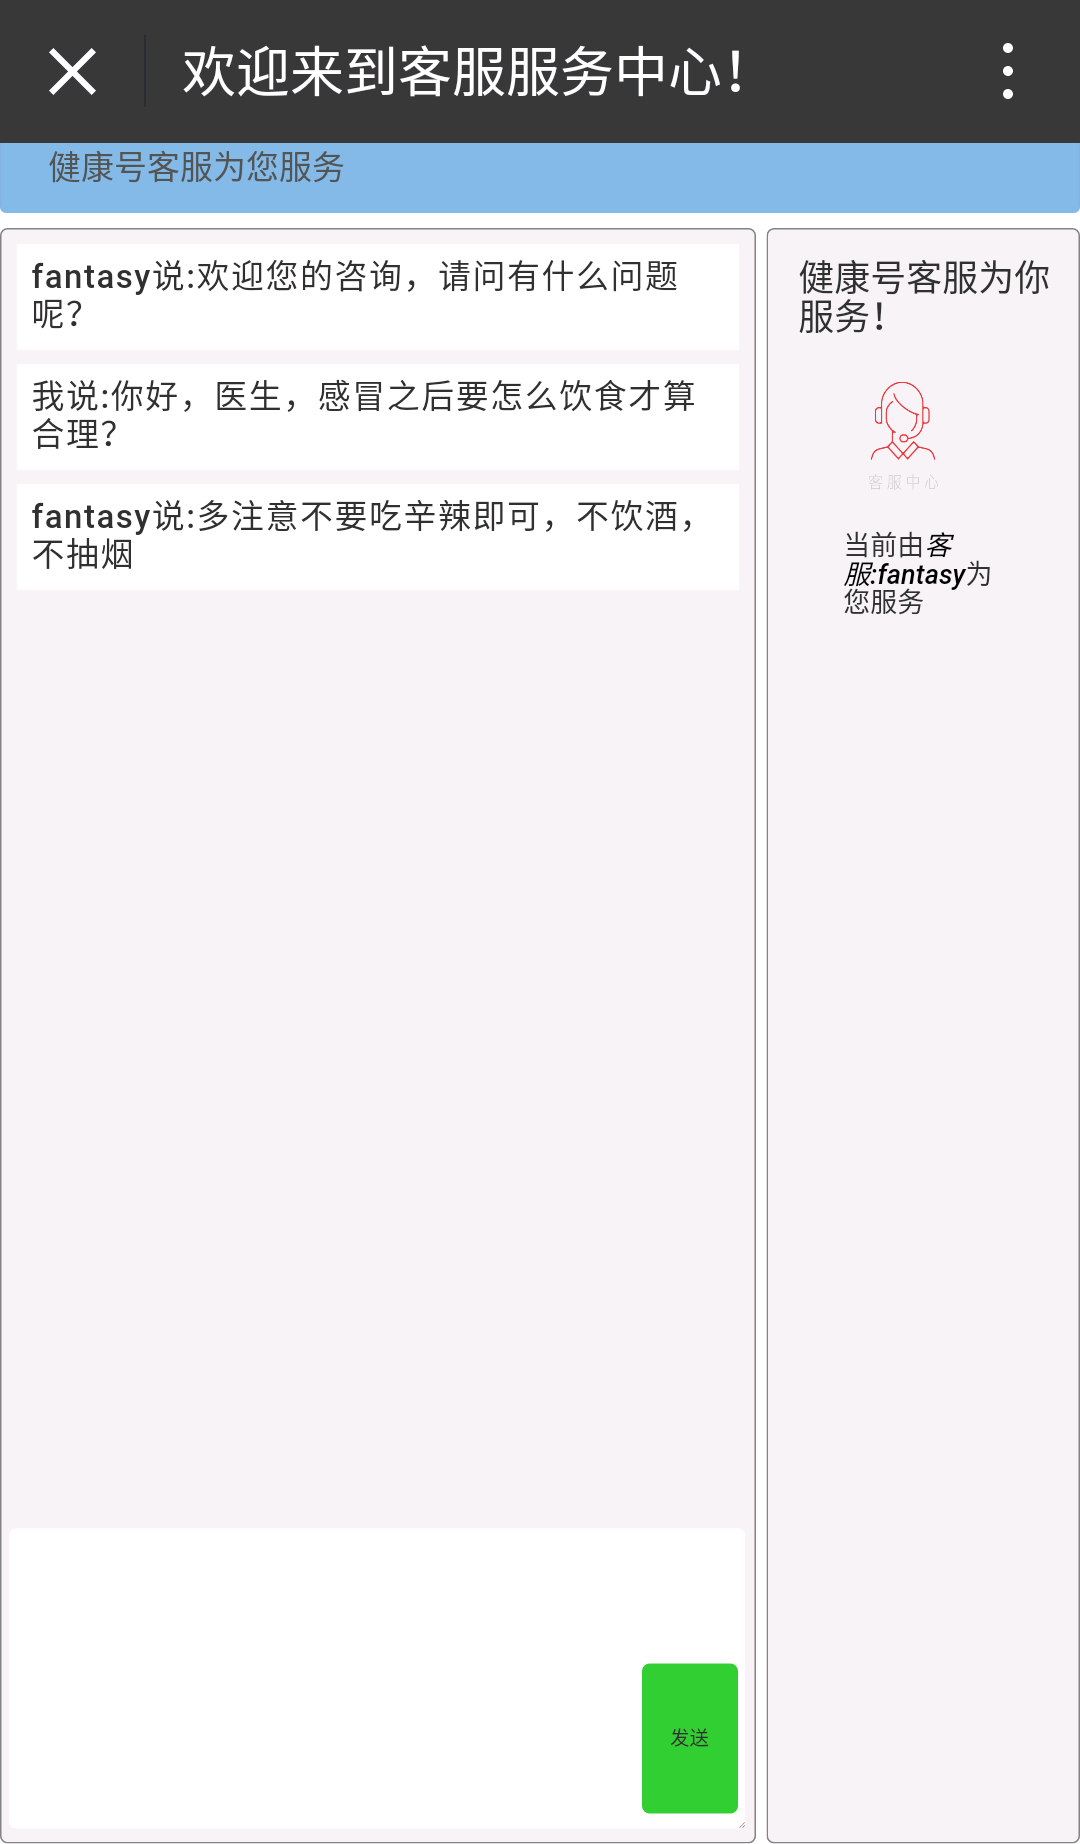 欢迎来到客服服务中心！
健康号客服为您服务
fantasy说:欢迎您的咨询，请问有什么问题
呢？
我说:你好，医生，感冒之后要怎么饮食才算
合理？
fantasy说:多注意不要吃辛辣即可，不饮酒，
不抽烟
发送
健康号客服为你
服务！
客服中心
当前由客
服:fantasy为
您服务